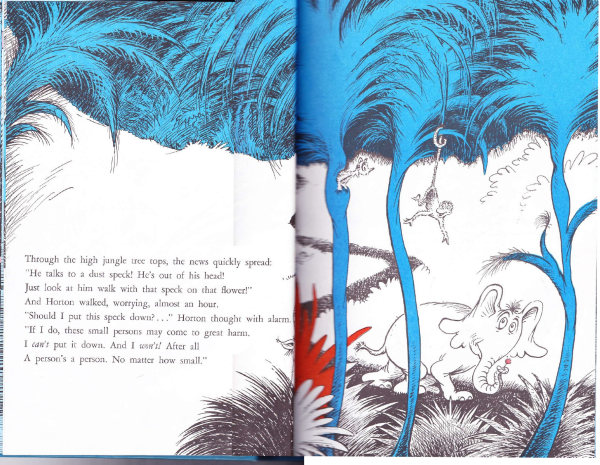 Through the high jungle tree tops, the news quickly spread:
"He talks to a dust speck! He's out of his head!
Just look at him walk with that speck on that flower!"
And Horton walked, worrying, almost an hour.
"Should I put this speck down?. . ." Horton thought with alarm.
"If I do, these small persons may come to great harm.
I can't put it down. And I won't! After all
A person's a person. No matter how small."